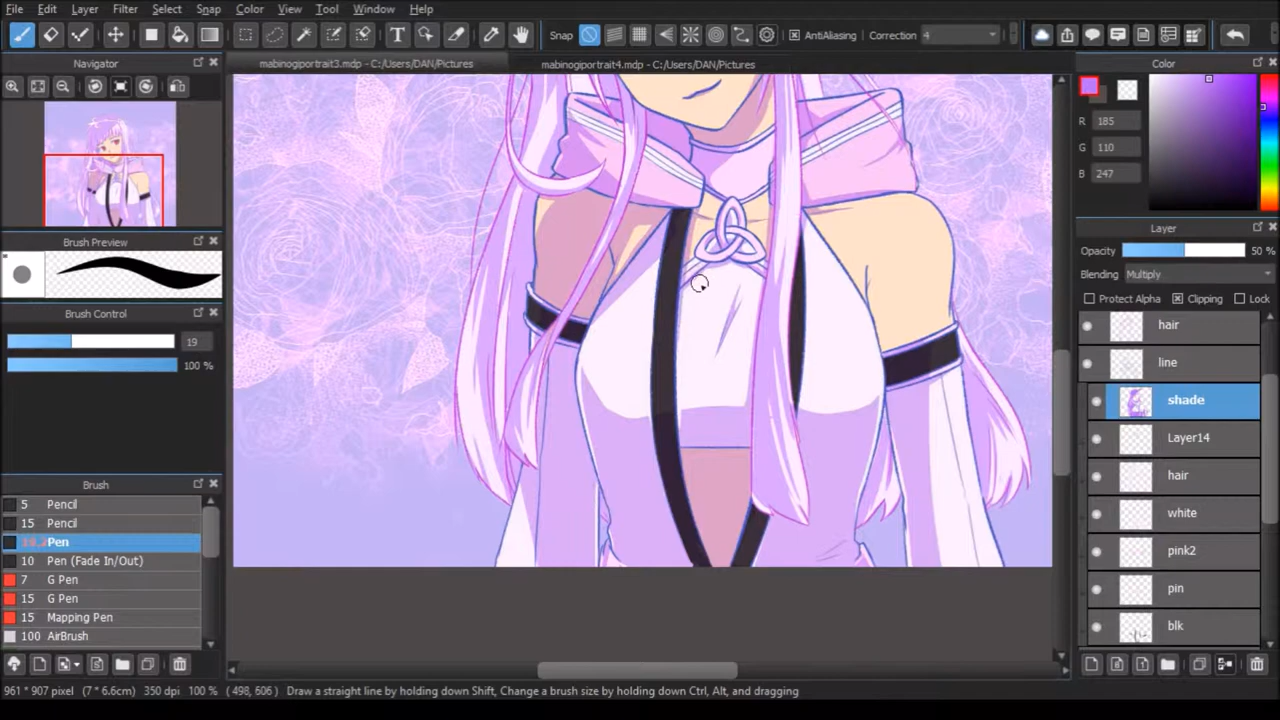 File Edit Layer Filter Select Snap Color View Tool Window Help
Snap AntiAliasing Correction 4
Navigator
mabinogiportrait3.mdp - C:/Users/DAN/Pictures
mabinogiportrait4.mdp - C:/Users/DAN/Pictures
Color
R 185
G 110
B 247
Brush Preview
Brush Control
19
100 %
Brush
5 Pencil
15 Pencil
Pen
10 Pen (Fade In/Out)
7 G Pen
15 G Pen
15 Mapping Pen
100 AirBrush
Layer
Opacity 50 %
Blending Multiply
Protect Alpha Clipping Lock
hair
line
shade
Layer14
hair
white
pink2
pin
blk
961 * 907 pixel (7 * 6.6cm) 350 dpi 100 % ( 498, 606 ) Draw a straight line by holding down Shift, Change a brush size by holding down Ctrl, Alt, and dragging